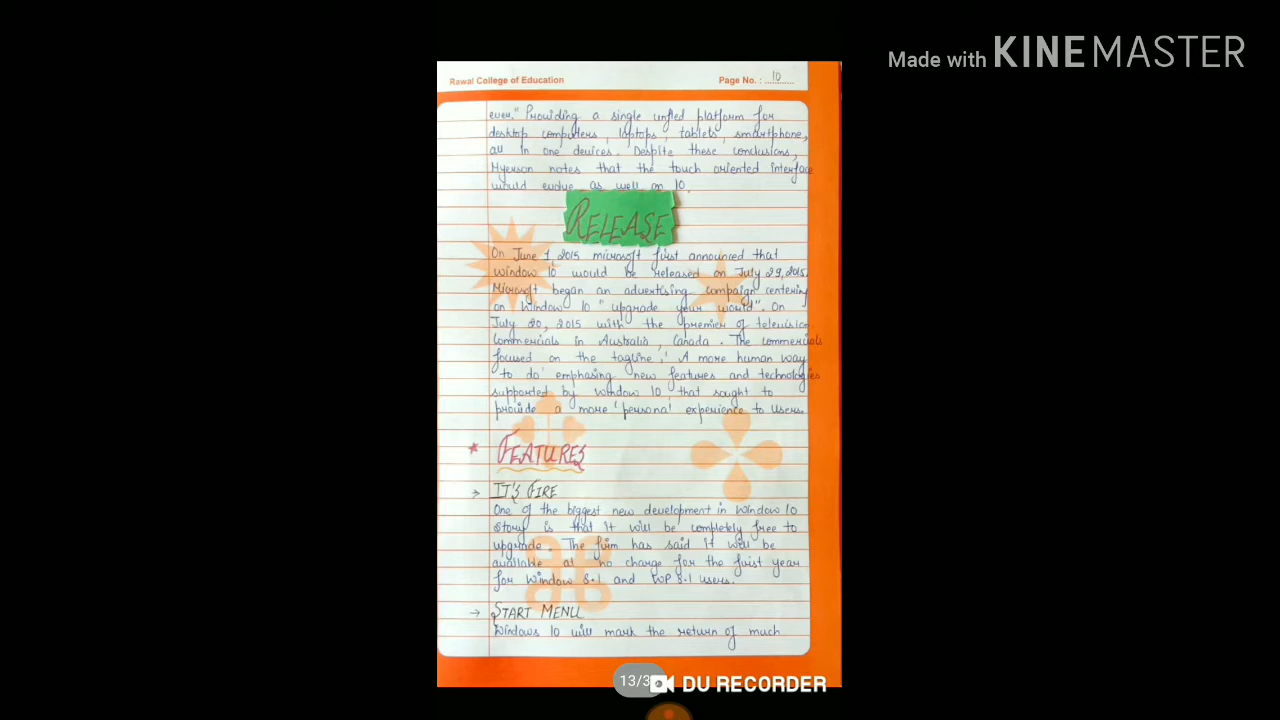 Made with KINEMASTER
Rawal College of Education
Page No. : 10
ever." Providing a single unfied platform for
desktop computers, laptops, tablets, smartphone,
all in one devices. Despite these conclusions,
Myerson notes that the touch oriented interface
would evolve as well on 10.
RELEASE
On June 1, 2015 microsoft first announced that
window 10 would be released on July 29, 2015.
Microsoft began an advertising campaign centering
on Window 10 "upgrade your world". On
July 20, 2015 with the premier of television
commercials in Australia, Canada. The commercials
focused on the tagline, 'A more human way
to do' emphasing new features and technologies
supported by window 10 that sought to
provide a more 'personal' experience to users.
* FEATURES
→ IT'S FIRE
One of the biggest new development in window 10
story is that it will be completely free to
upgrade. The firm has said it will be
available at no charge for the first year
for Window 8.1 and WP 8.1 users.
→ START MENU
Windows 10 will mark the return of much
13/3
DU RECORDER